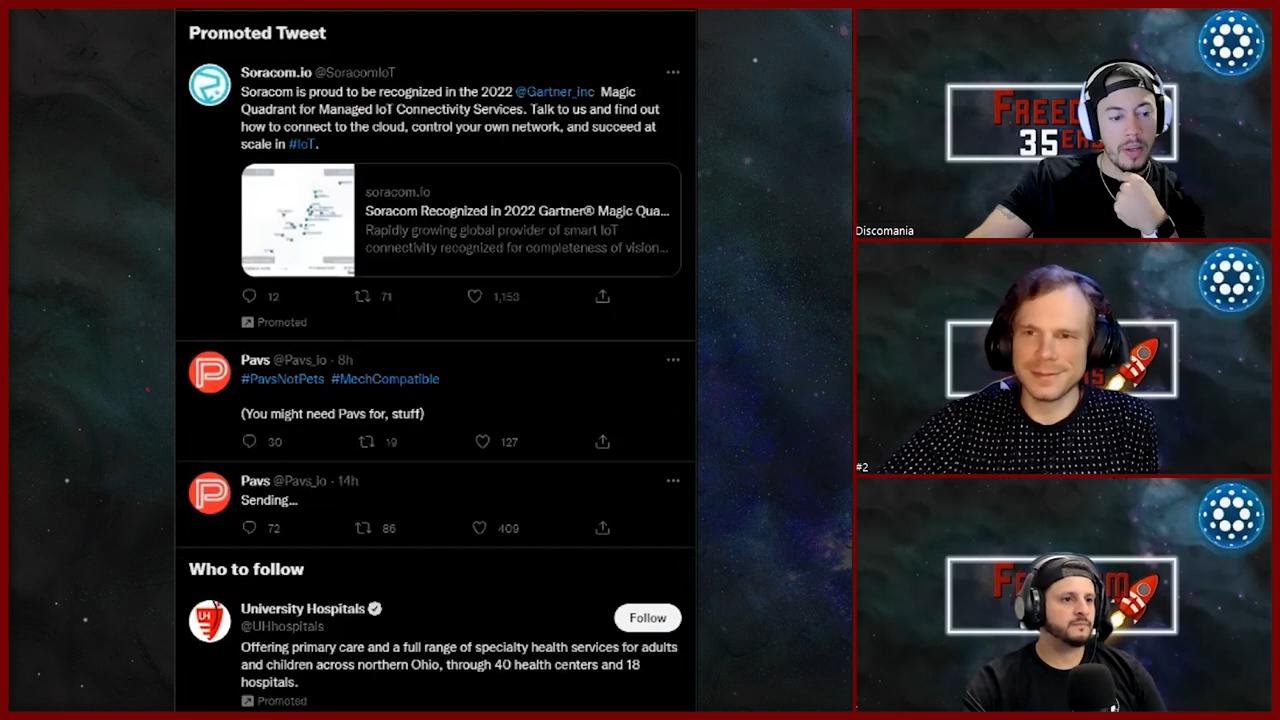 Promoted Tweet
Soracom.io @SoracomIoT
Soracom is proud to be recognized in the 2022 @Gartner_inc Magic
Quadrant for Managed IoT Connectivity Services. Talk to us and find out
how to connect to the cloud, control your own network, and succeed at
scale in #IoT.
soracom.io
Soracom Recognized in 2022 Gartner® Magic Qua...
Rapidly growing global provider of smart IoT
connectivity recognized for completeness of vision...
12 71 1,153
Promoted
Pavs @Pavs_io · 8h
#PavsNotPets #MechCompatible
(You might need Pavs for, stuff)
30 19 127
Pavs @Pavs_io · 14h
Sending...
72 86 409
Who to follow
University Hospitals
@UHhospitals
Follow
Offering primary care and a full range of specialty health services for adults
and children across northern Ohio, through 40 health centers and 18
hospitals.
Promoted
35
Discomania
#2